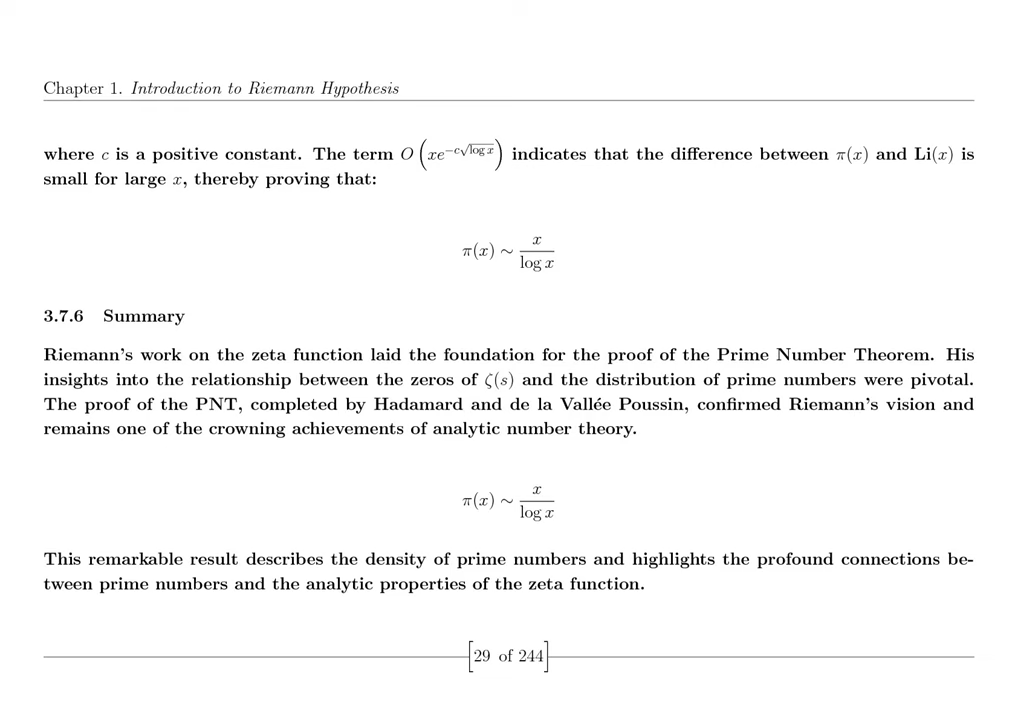 Chapter 1. Introduction to Riemann Hypothesis
where c is a positive constant. The term O(xe^{-c√log x}) indicates that the difference between π(x) and Li(x) is
small for large x, thereby proving that:
π(x) ∼ x / log x
3.7.6 Summary
Riemann's work on the zeta function laid the foundation for the proof of the Prime Number Theorem. His
insights into the relationship between the zeros of ζ(s) and the distribution of prime numbers were pivotal.
The proof of the PNT, completed by Hadamard and de la Vallée Poussin, confirmed Riemann's vision and
remains one of the crowning achievements of analytic number theory.
π(x) ∼ x / log x
This remarkable result describes the density of prime numbers and highlights the profound connections be-
tween prime numbers and the analytic properties of the zeta function.
[29 of 244]